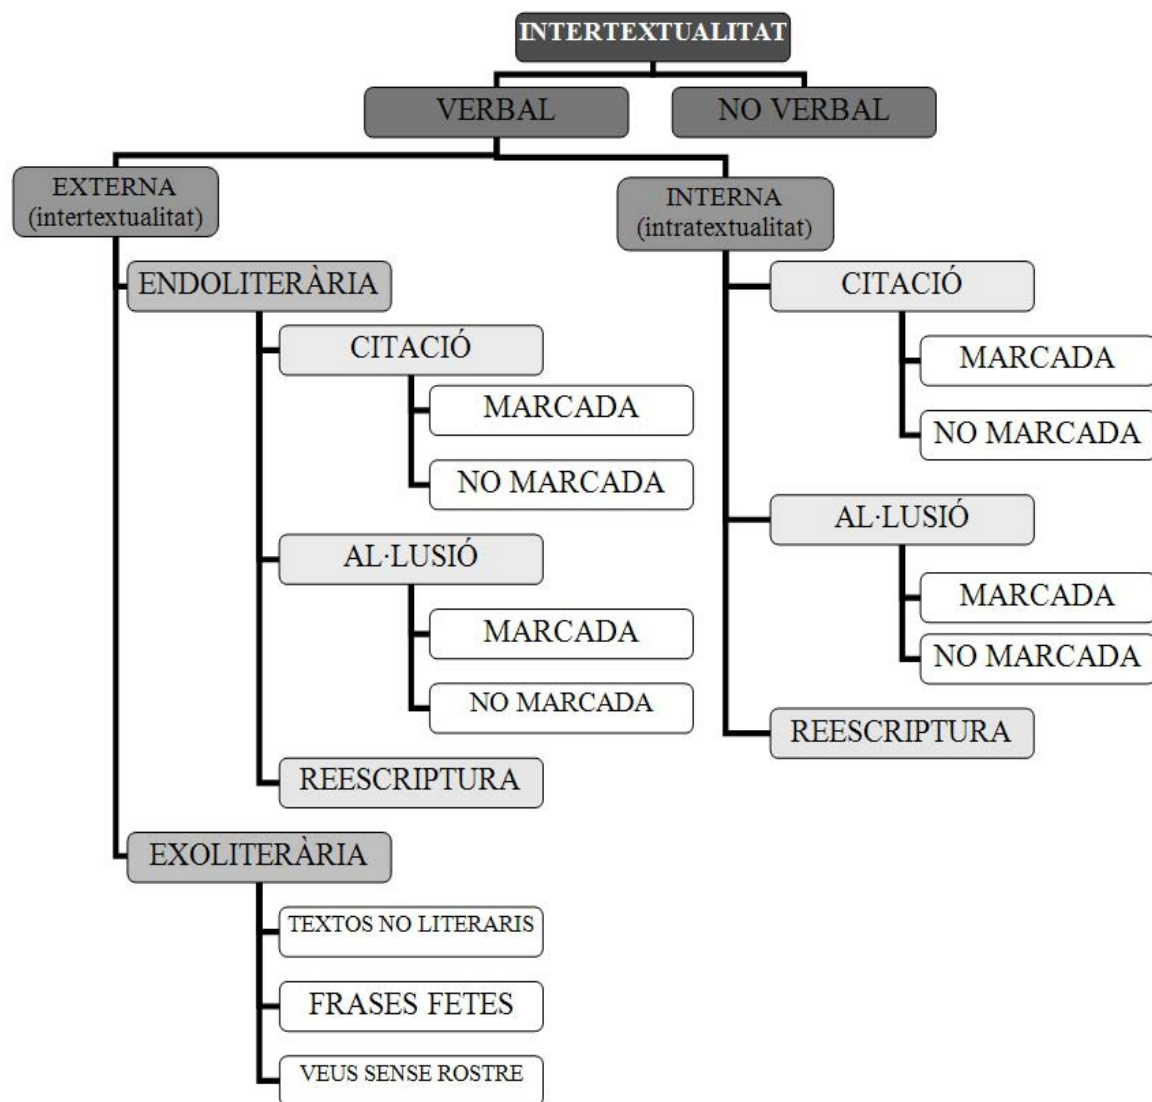 INTERTEXTUALITAT
VERBAL
NO VERBAL
EXTERNA
(intertextualitat)
ENDOLITERÀRIA
CITACIÓ
MARCADA
NO MARCADA
AL·LUSIÓ
MARCADA
NO MARCADA
REESCRIPTURA
EXOLITERÀRIA
TEXTOS NO LITERARIS
FRASES FETES
VEUS SENSE ROSTRE
INTERNA
(intratextualitat)
CITACIÓ
MARCADA
NO MARCADA
AL·LUSIÓ
MARCADA
NO MARCADA
REESCRIPTURA